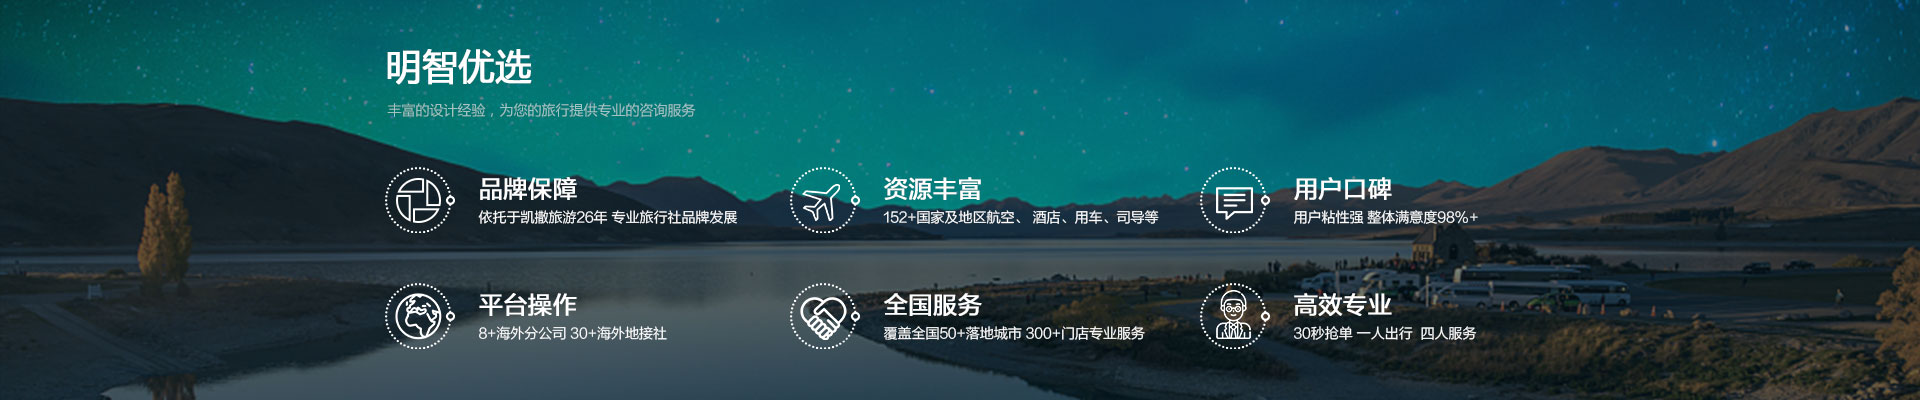 明智优选
丰富的设计经验，为您的旅行提供专业的咨询服务
品牌保障
依托于凯撒旅游26年 专业旅行社品牌发展
资源丰富
152+国家及地区航空、酒店、用车、司导等
用户口碑
用户粘性强 整体满意度98%+
平台操作
8+海外分公司 30+海外地接社
全国服务
覆盖全国50+落地城市 300+门店专业服务
高效专业
30秒抢单 一人出行 四人服务